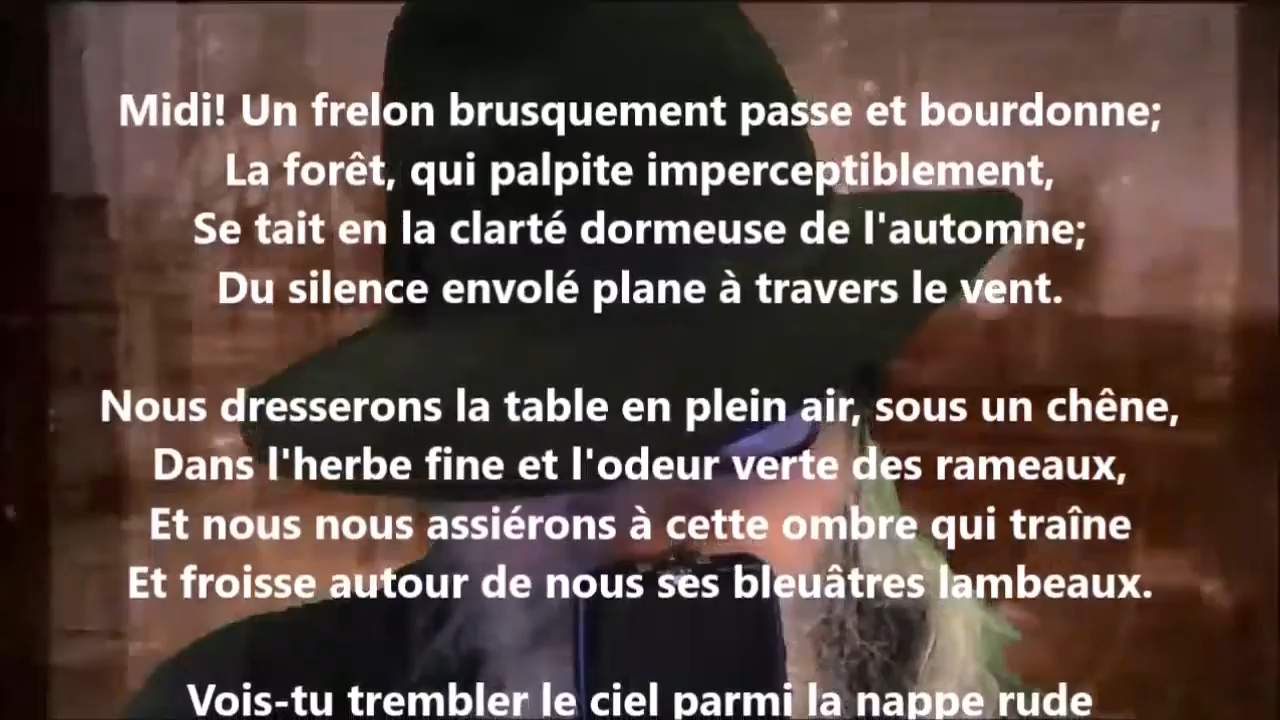 Midi! Un frelon brusquement passe et bourdonne;
La forêt, qui palpite imperceptiblement,
Se tait en la clarté dormeuse de l'automne;
Du silence envolé plane à travers le vent.
Nous dresserons la table en plein air, sous un chêne,
Dans l'herbe fine et l'odeur verte des rameaux,
Et nous nous assiérons à cette ombre qui traîne
Et froisse autour de nous ses bleuâtres lambeaux.
Vois-tu trembler le ciel parmi la nappe rude